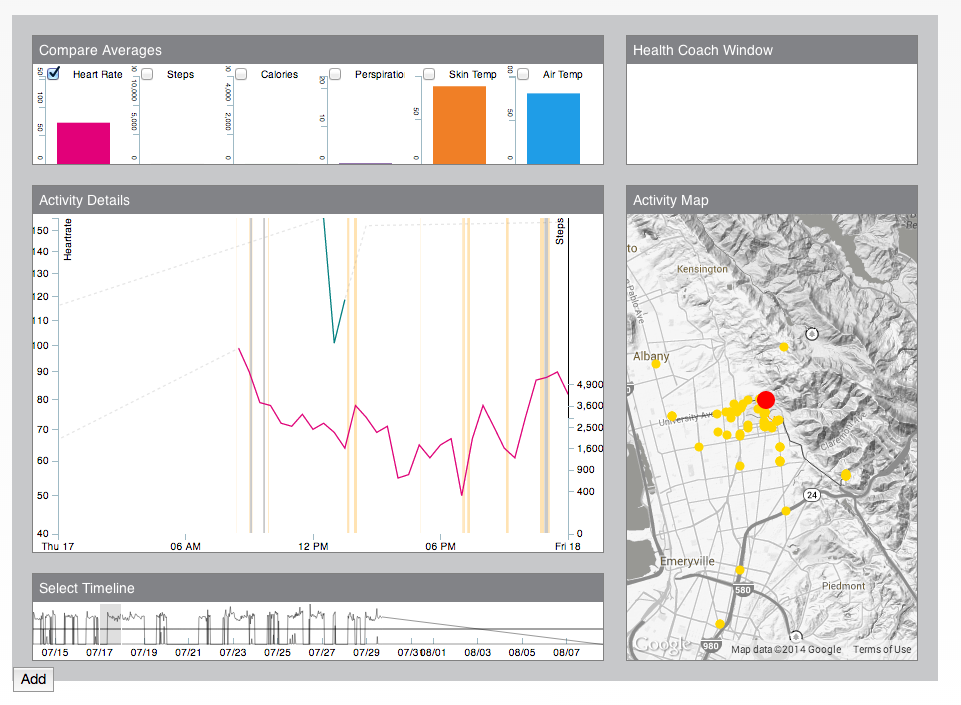 Compare Averages
Heart Rate
Steps
Calories
Perspiratio
Skin Temp
Air Temp
100
50
0
10,000
5,000
0
4,000
2,000
0
20
10
0
50
0
50
0
Health Coach Window
Activity Details
Heartrate
Steps
150
140
130
120
110
100
90
80
70
60
50
40
4,900
3,600
2,500
1,600
900
400
0
Thu 17
06 AM
12 PM
06 PM
Fri 18
Activity Map
Kensington
Albany
University Ave
24
Emeryville
580
Piedmont
980
Google
Map data ©2014 Google
Terms of Use
Select Timeline
07/15
07/17
07/19
07/21
07/23
07/25
07/27
07/29
07/31
08/01
08/03
08/05
08/07
Add